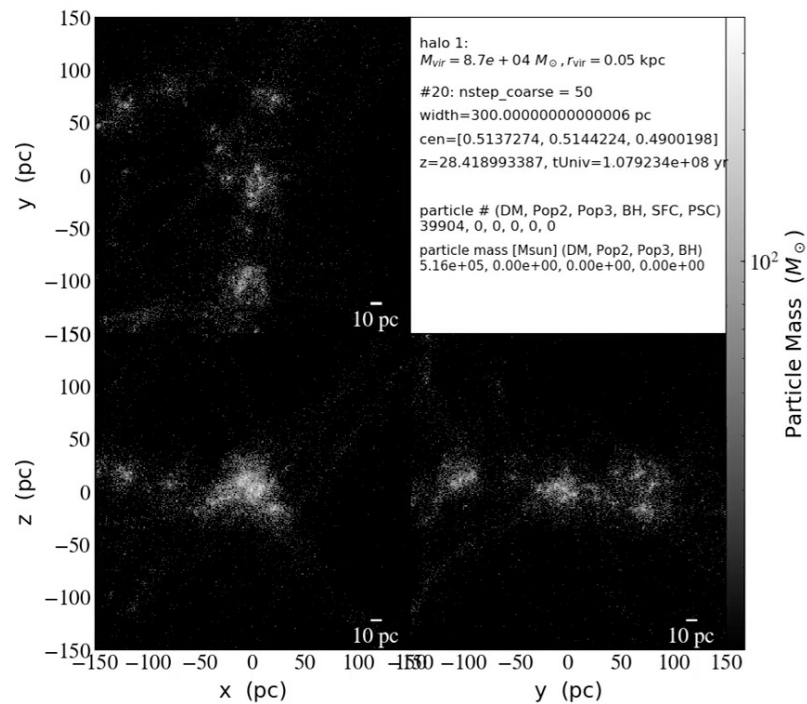 150
100
50
0
−50
−100
−150
y (pc)
10 pc
halo 1:
M_vir = 8.7e + 04 M_⊙, r_vir = 0.05 kpc
#20: nstep_coarse = 50
width=300.00000000000006 pc
cen=[0.5137274, 0.5144224, 0.4900198]
z=28.418993387, tUniv=1.079234e+08 yr
particle # (DM, Pop2, Pop3, BH, SFC, PSC)
39904, 0, 0, 0, 0, 0
particle mass [Msun] (DM, Pop2, Pop3, BH)
5.16e+05, 0.00e+00, 0.00e+00, 0.00e+00
10²
Particle Mass (M_⊙)
100
50
0
−50
−100
−150
z (pc)
10 pc
10 pc
−150 −100 −50 0 50 100 150
−150 −100 −50 0 50 100 150
x (pc)
y (pc)